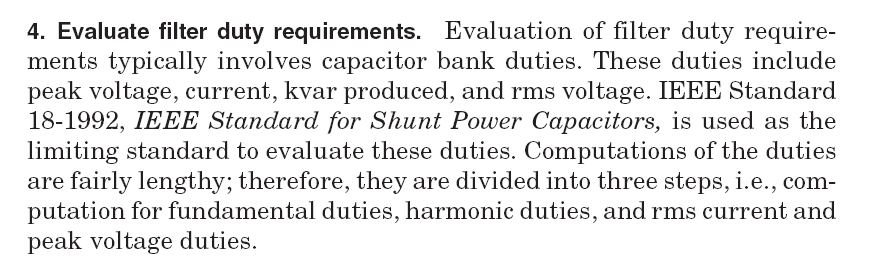 4. Evaluate filter duty requirements. Evaluation of filter duty require-
ments typically involves capacitor bank duties. These duties include
peak voltage, current, kvar produced, and rms voltage. IEEE Standard
18-1992, IEEE Standard for Shunt Power Capacitors, is used as the
limiting standard to evaluate these duties. Computations of the duties
are fairly lengthy; therefore, they are divided into three steps, i.e., com-
putation for fundamental duties, harmonic duties, and rms current and
peak voltage duties.